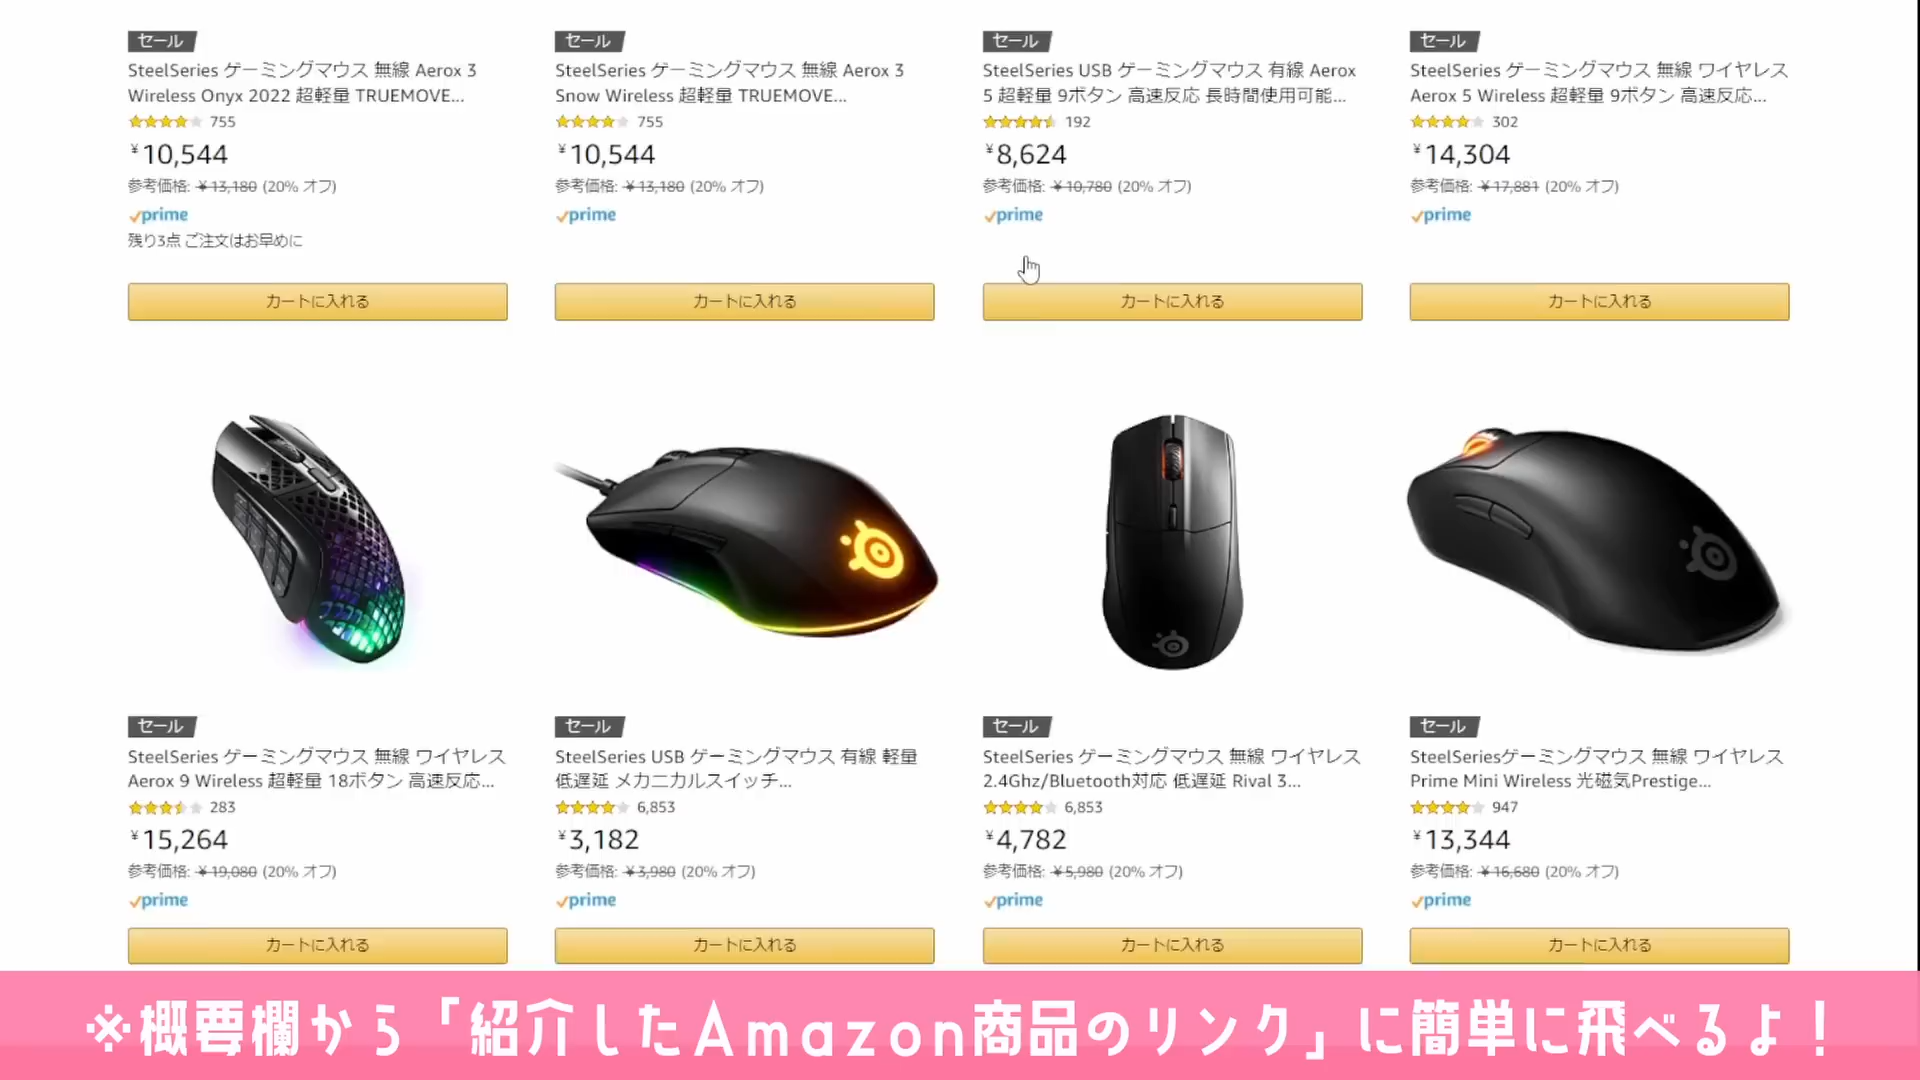 セール
SteelSeries ゲーミングマウス 無線 Aerox 3
Wireless Onyx 2022 超軽量 TRUEMOVE...
755
¥10,544
参考価格: ¥13,180 (20% オフ)
prime
残り3点 ご注文はお早めに
カートに入れる
セール
SteelSeries ゲーミングマウス 無線 Aerox 3
Snow Wireless 超軽量 TRUEMOVE...
755
¥10,544
参考価格: ¥13,180 (20% オフ)
prime
カートに入れる
セール
SteelSeries USB ゲーミングマウス 有線 Aerox
5 超軽量 9ボタン 高速反応 長時間使用可能...
192
¥8,624
参考価格: ¥10,780 (20% オフ)
prime
カートに入れる
セール
SteelSeries ゲーミングマウス 無線 ワイヤレス
Aerox 5 Wireless 超軽量 9ボタン 高速反応...
302
¥14,304
参考価格: ¥17,881 (20% オフ)
prime
カートに入れる
セール
SteelSeries ゲーミングマウス 無線 ワイヤレス
Aerox 9 Wireless 超軽量 18ボタン 高速反応...
283
¥15,264
参考価格: ¥19,080 (20% オフ)
prime
カートに入れる
セール
SteelSeries USB ゲーミングマウス 有線 軽量
低遅延 メカニカルスイッチ...
6,853
¥3,182
参考価格: ¥3,980 (20% オフ)
prime
カートに入れる
セール
SteelSeries ゲーミングマウス 無線 ワイヤレス
2.4Ghz/Bluetooth対応 低遅延 Rival 3...
6,853
¥4,782
参考価格: ¥5,980 (20% オフ)
prime
カートに入れる
セール
SteelSeriesゲーミングマウス 無線 ワイヤレス
Prime Mini Wireless 光磁気Prestige...
947
¥13,344
参考価格: ¥16,680 (20% オフ)
prime
カートに入れる
※概要欄から「紹介したAmazon商品のリンク」に簡単に飛べるよ！